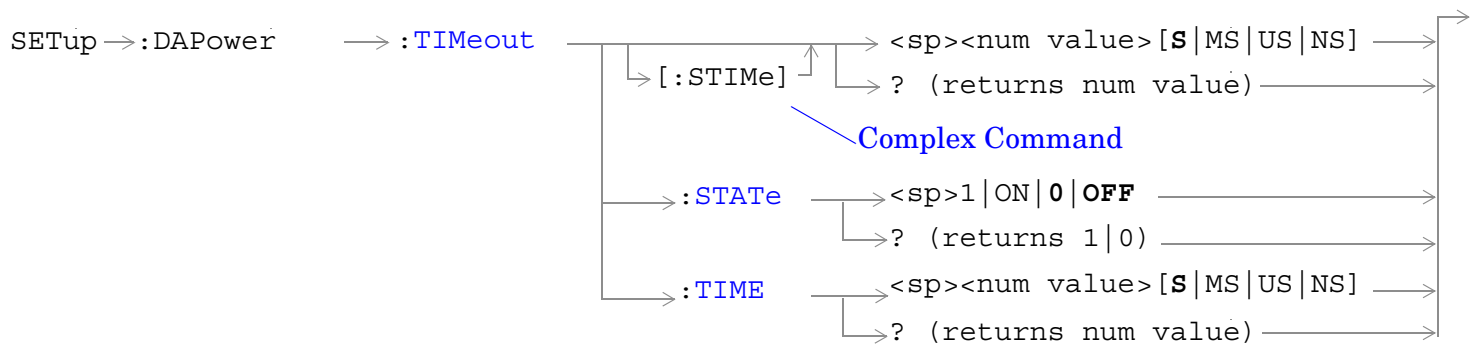 SETup :DAPower :TIMeout <sp><num value>[S|MS|US|NS]
[:STIMe] ? (returns num value)
Complex Command
:STATe <sp>1|ON|0|OFF
? (returns 1|0)
:TIME <sp><num value>[S|MS|US|NS]
? (returns num value)